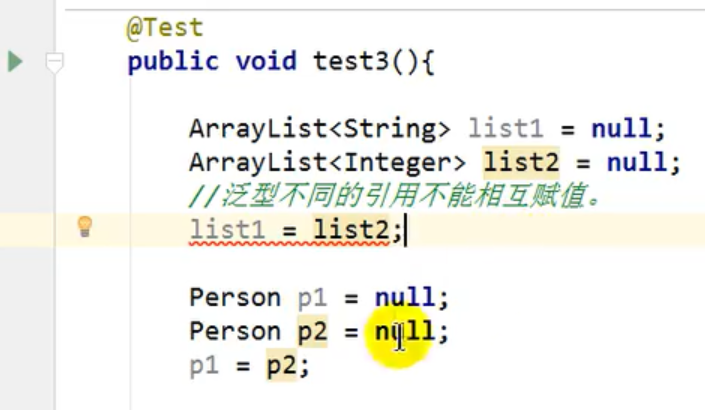 @Test
public void test3(){
ArrayList<String> list1 = null;
ArrayList<Integer> list2 = null;
//泛型不同的引用不能相互赋值。
list1 = list2;
Person p1 = null;
Person p2 = null;
p1 = p2;